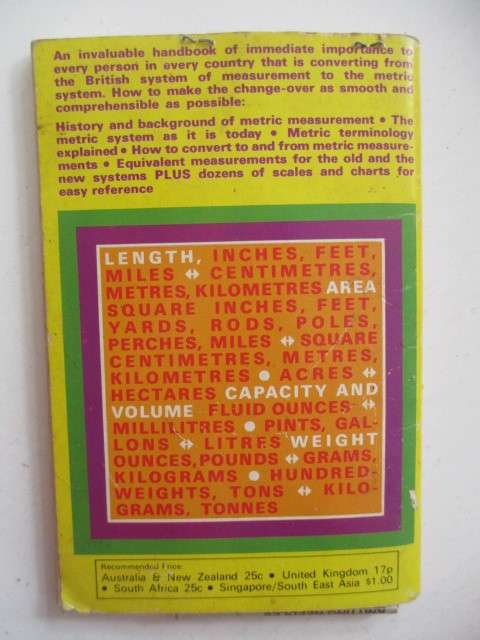 An invaluable handbook of immediate importance to
every person in every country that is converting from
the British system of measurement to the metric
system. How to make the change-over as smooth and
comprehensible as possible:
History and background of metric measurement • The
metric system as it is today • Metric terminology
explained • How to convert to and from metric measure-
ments • Equivalent measurements for the old and the
new systems PLUS dozens of scales and charts for
easy reference
LENGTH, INCHES, FEET,
MILES ⇔ CENTIMETRES,
METRES, KILOMETRES AREA
SQUARE INCHES, FEET,
YARDS, RODS, POLES,
PERCHES, MILES ⇔ SQUARE
CENTIMETRES, METRES,
KILOMETRES • ACRES ⇔
HECTARES CAPACITY AND
VOLUME FLUID OUNCES ⇔
MILLILITRES • PINTS, GAL-
LONS ⇔ LITRES WEIGHT
OUNCES, POUNDS ⇔ GRAMS,
KILOGRAMS • HUNDRED-
WEIGHTS, TONS ⇔ KILO-
GRAMS, TONNES
Recommended Price
Australia & New Zealand 25c • United Kingdom 17p
• South Africa 25c • Singapore/South East Asia $1.00